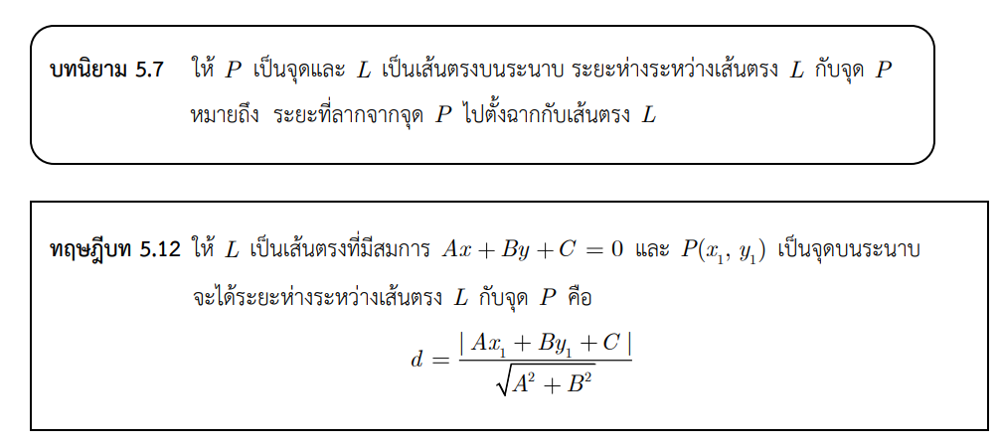 บทนิยาม 5.7 ให้ P เป็นจุดและ L เป็นเส้นตรงบนระนาบ ระยะห่างระหว่างเส้นตรง L กับจุด P
หมายถึง ระยะที่ลากจากจุด P ไปตั้งฉากกับเส้นตรง L
ทฤษฎีบท 5.12 ให้ L เป็นเส้นตรงที่มีสมการ Ax + By + C = 0 และ P(x₁, y₁) เป็นจุดบนระนาบ
จะได้ระยะห่างระหว่างเส้นตรง L กับจุด P คือ
d = | Ax₁ + By₁ + C | / √(A² + B²)